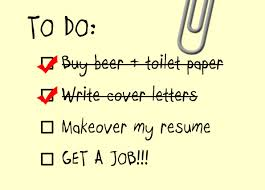 TO DO:
Buy beer + toilet paper
Write cover letters
Makeover my resume
GET A JOB!!!